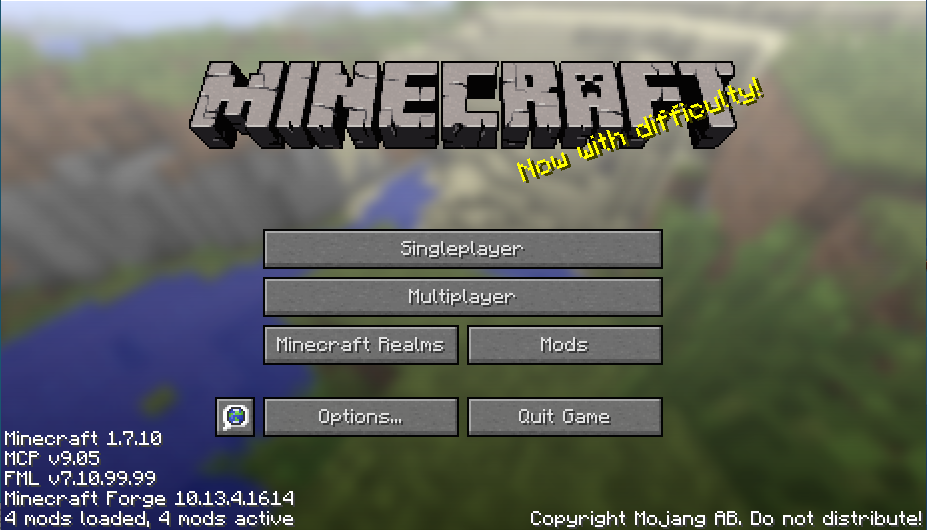 MINECRAFT
Now with difficulty!
Singleplayer
Multiplayer
Minecraft Realms
Mods
Options...
Quit Game
Minecraft 1.7.10
MCP v9.05
FML v7.10.99.99
Minecraft Forge 10.13.4.1614
4 mods loaded, 4 mods active
Copyright Mojang AB. Do not distribute!